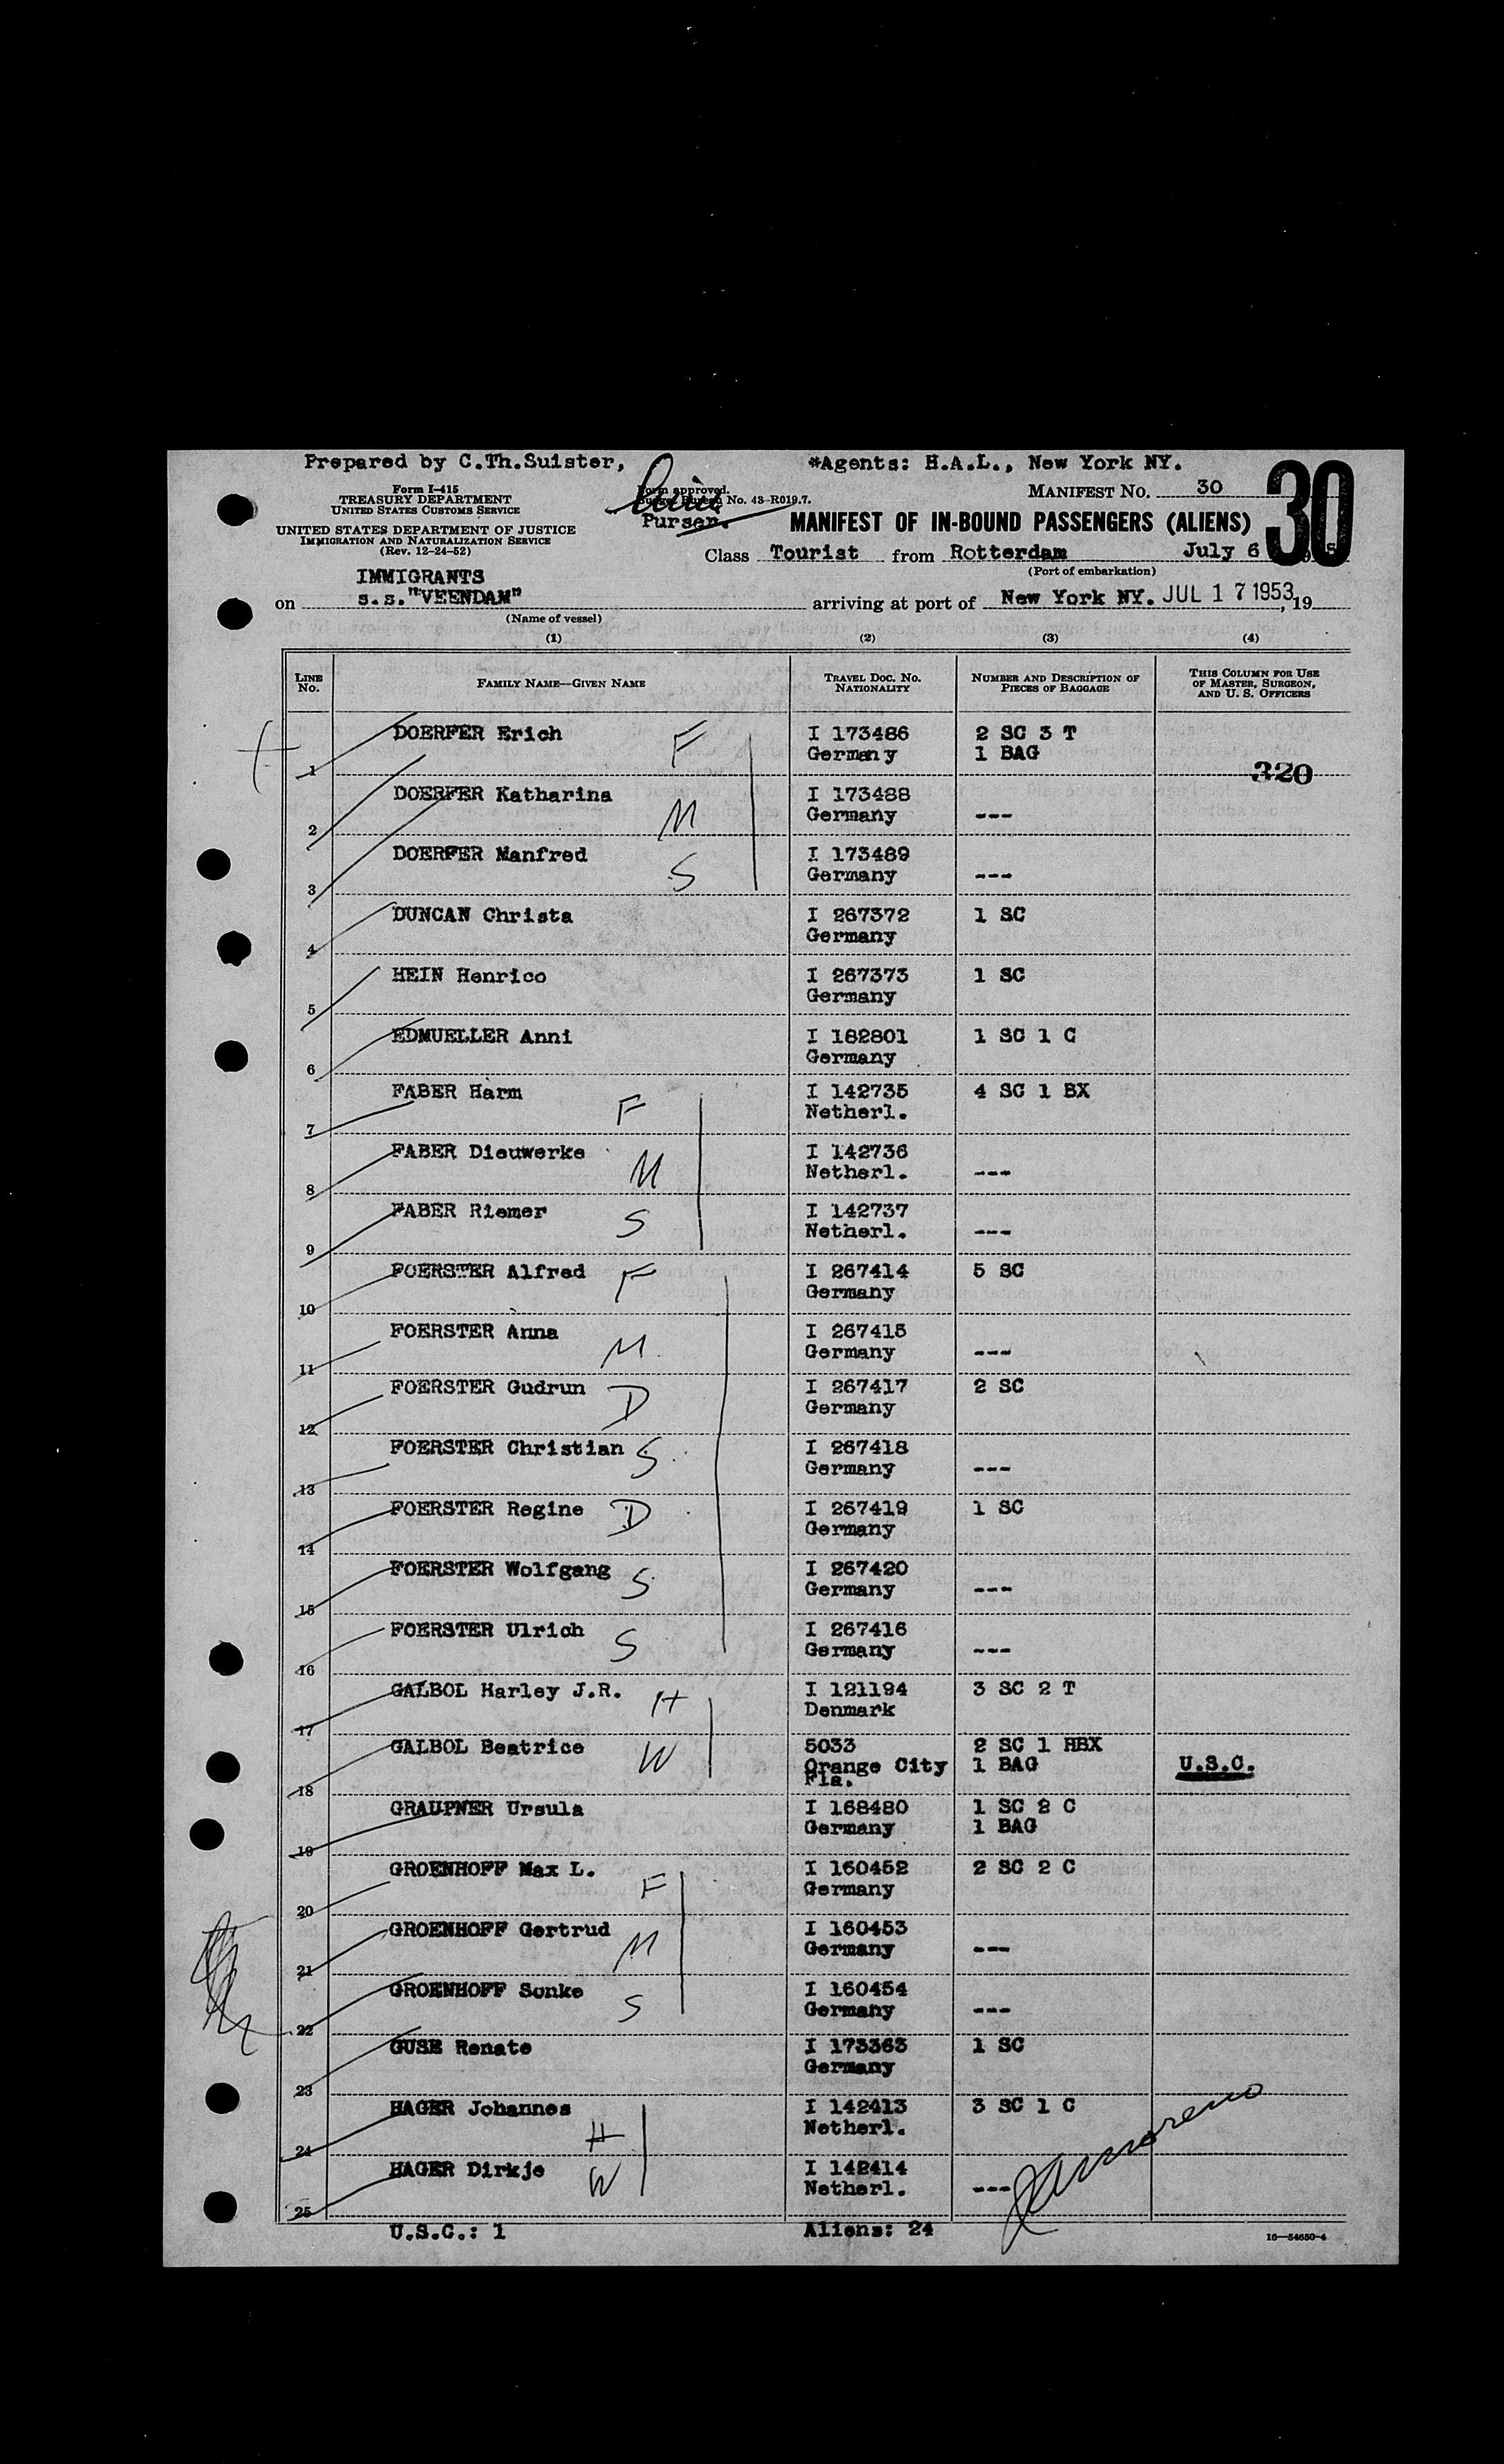 Prepared by C.Th.Suister,
*Agents: H.A.L., New York NY.
Form I-415
TREASURY DEPARTMENT
UNITED STATES CUSTOMS SERVICE
UNITED STATES DEPARTMENT OF JUSTICE
IMMIGRATION AND NATURALIZATION SERVICE
(Rev. 12-24-52)
Form approved.
Budget Bureau No. 43-R019.7.
Purser.
MANIFEST NO. 30
30
MANIFEST OF IN-BOUND PASSENGERS (ALIENS)
Class Tourist from Rotterdam July 6
(Port of embarkation)
IMMIGRANTS
on s.s."VEENDAM" arriving at port of New York NY. JUL 17 1953, 19
(Name of vessel)
(1) (2) (3) (4)
LINE NO. FAMILY NAME—GIVEN NAME TRAVEL DOC. NO. NATIONALITY NUMBER AND DESCRIPTION OF PIECES OF BAGGAGE THIS COLUMN FOR USE OF MASTER, SURGEON, AND U. S. OFFICERS
1 DOERFER Erich F I 173486 Germany 2 SC 3 T 1 BAG 320
2 DOERFER Katharina M I 173488 Germany ---
3 DOERFER Manfred S I 173489 Germany ---
4 DUNCAN Christa I 267372 Germany 1 SC
5 HEIN Henrico I 267373 Germany 1 SC
6 EDMUELLER Anni I 182801 Germany 1 SC 1 C
7 FABER Harm F I 142735 Netherl. 4 SC 1 BX
8 FABER Dieuwerke M I 142736 Netherl. ---
9 FABER Riemer S I 142737 Netherl. ---
10 FOERSTER Alfred F I 267414 Germany 5 SC
11 FOERSTER Anna M I 267415 Germany ---
12 FOERSTER Gudrun D I 267417 Germany 2 SC
13 FOERSTER Christian S I 267418 Germany ---
14 FOERSTER Regine D I 267419 Germany 1 SC
15 FOERSTER Wolfgang S I 267420 Germany ---
16 FOERSTER Ulrich S I 267416 Germany ---
17 GALBOL Harley J.R. H I 121194 Denmark 3 SC 2 T
18 GALBOL Beatrice W 5033 Orange City Fla. 2 SC 1 HBX 1 BAG U.S.C.
19 GRAUPNER Ursula I 168480 Germany 1 SC 2 C 1 BAG
20 GROENHOFF Max L. F I 160452 Germany 2 SC 2 C
21 GROENHOFF Gertrud M I 160453 Germany ---
22 GROENHOFF Sonke S I 160454 Germany ---
23 GUSE Renate I 173363 Germany 1 SC
24 HAGER Johannes H I 142413 Netherl. 3 SC 1 C
25 HAGER Dirkje W I 142414 Netherl. ---
U.S.C.: 1 Aliens: 24
16—54650-4